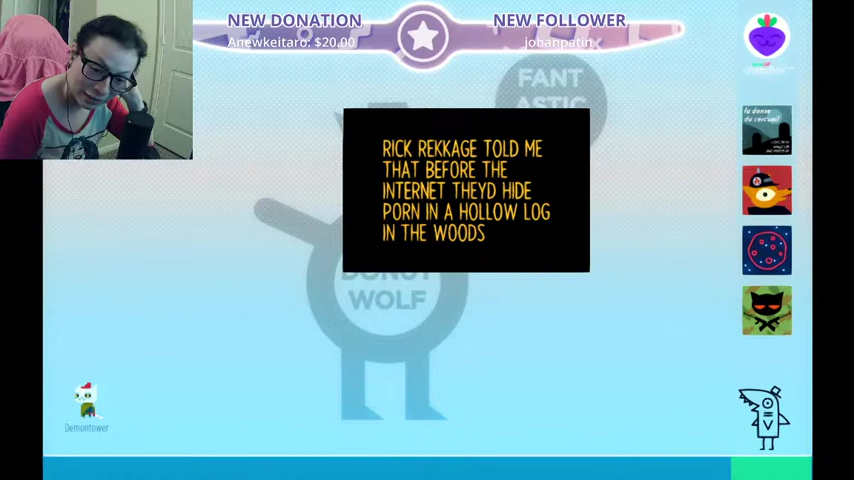 NEW DONATION
Anewkeitaro: $20.00
NEW FOLLOWER
johanpatin
FANT
ASTIC
RICK REKKAGE TOLD ME
THAT BEFORE THE
INTERNET THEYD HIDE
PORN IN A HOLLOW LOG
IN THE WOODS
DONUT
WOLF
la danse
du cercueil
Demontower